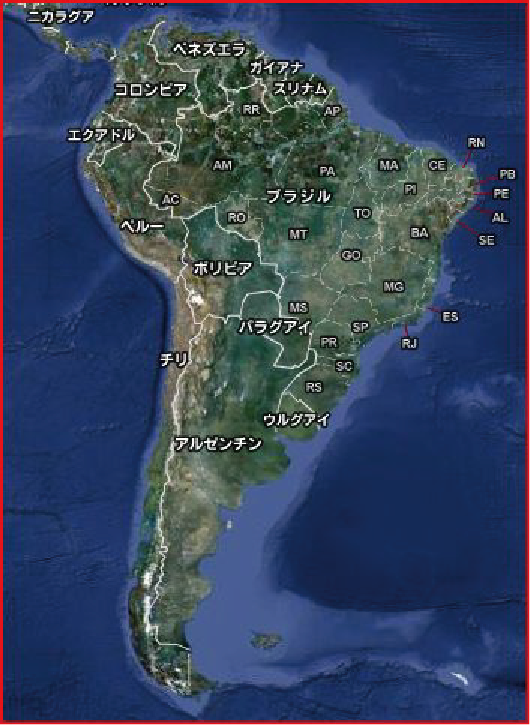 ニカラグア
ベネズエラ
ガイアナ
スリナム
コロンビア
RR
AP
エクアドル
RN
AM
PA
MA
CE
PB
PI
PE
AC
ブラジル
TO
AL
RO
ペルー
MT
BA
SE
GO
ボリビア
MG
MS
ES
パラグアイ
SP
PR
RJ
チリ
SC
RS
ウルグアイ
アルゼンチン